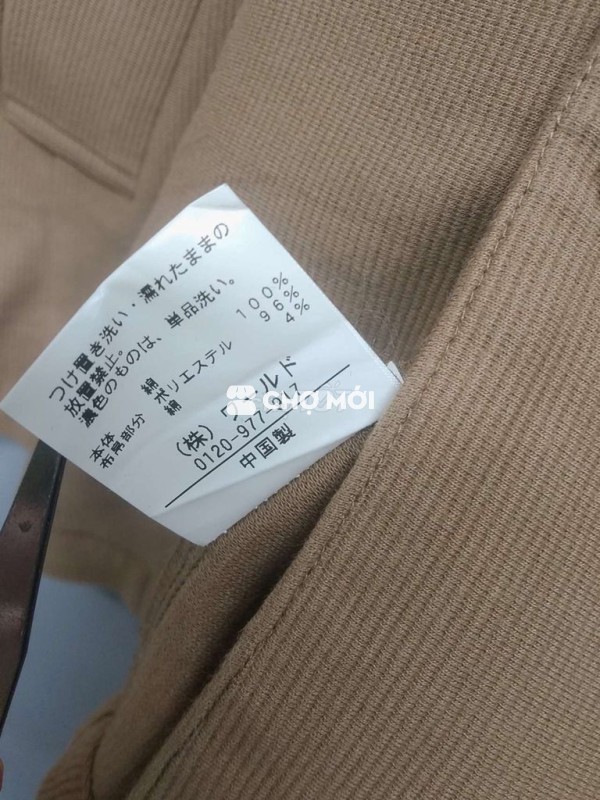 つけ置き洗い・濡れたままの
放置禁止。
濃色のものは、単品洗い。
本体 綿 100%
布帛部分 ポリエステル 96%
綿 4%
(株)ワールド
0120-977-
中国製
CHỢ MỚI